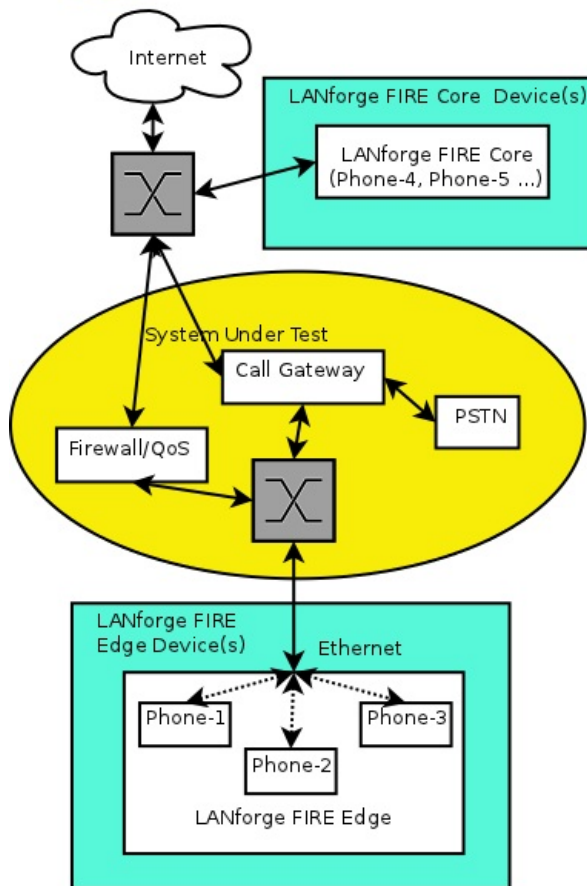 Internet
LANforge FIRE Core Device(s)
LANforge FIRE Core
(Phone-4, Phone-5 ...)
System Under Test
Call Gateway
PSTN
Firewall/QoS
LANforge FIRE
Edge Device(s)
Ethernet
Phone-1
Phone-3
Phone-2
LANforge FIRE Edge